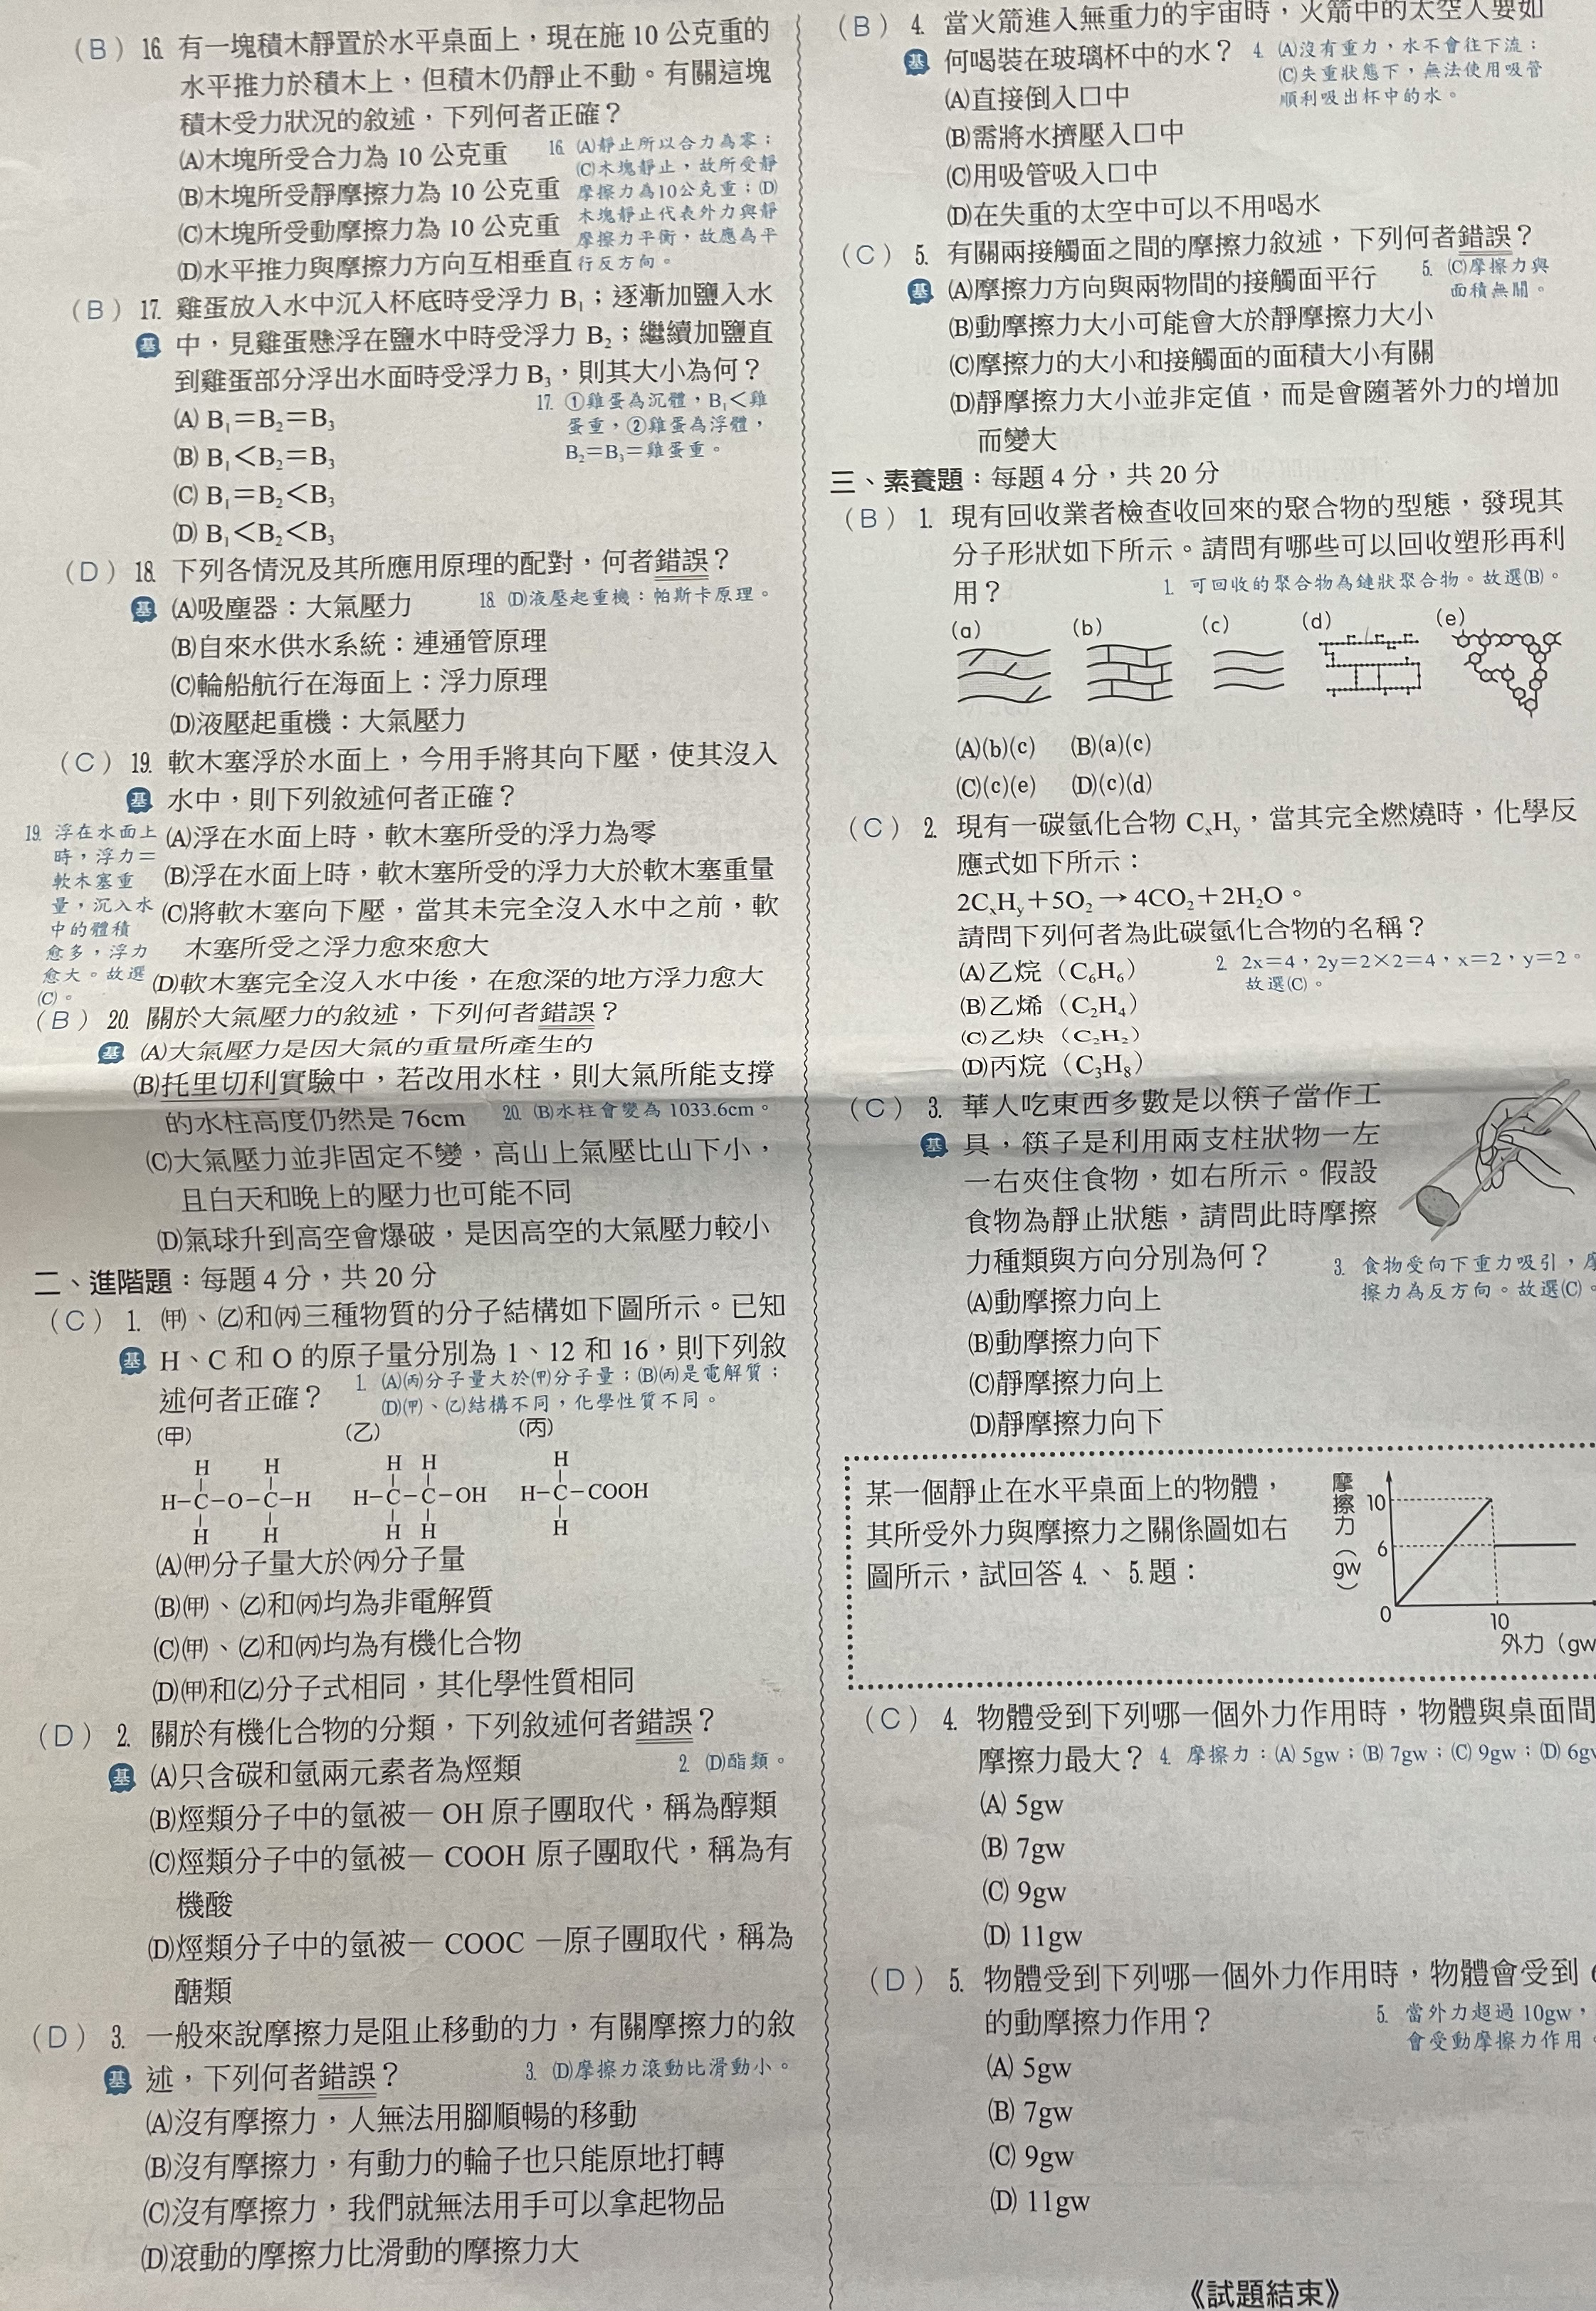 (B) 16. 有一塊積木靜置於水平桌面上，現在施 10 公克重的
水平推力於積木上，但積木仍靜止不動。有關這塊
積木受力狀況的敘述，下列何者正確？
(A)木塊所受合力為 10 公克重
(B)木塊所受靜摩擦力為 10 公克重
(C)木塊所受動摩擦力為 10 公克重
(D)水平推力與摩擦力方向互相垂直
16. (A)靜止所以合力為零；
(C)木塊靜止，故所受靜
摩擦力為10公克重；(D)
木塊靜止代表外力與靜
摩擦力平衡，故應為平
行反方向。
(B) 17. 雞蛋放入水中沉入杯底時受浮力 B₁；逐漸加鹽入水
基 中，見雞蛋懸浮在鹽水中時受浮力 B₂；繼續加鹽直
到雞蛋部分浮出水面時受浮力 B₃，則其大小為何？
(A) B₁＝B₂＝B₃
(B) B₁＜B₂＝B₃
(C) B₁＝B₂＜B₃
(D) B₁＜B₂＜B₃
17. ①雞蛋為沉體，B₁＜雞
蛋重，②雞蛋為浮體，
B₂＝B₃＝雞蛋重。
(D) 18. 下列各情況及其所應用原理的配對，何者錯誤？
基 (A)吸塵器：大氣壓力
18. (D)液壓起重機：帕斯卡原理。
(B)自來水供水系統：連通管原理
(C)輪船航行在海面上：浮力原理
(D)液壓起重機：大氣壓力
(C) 19. 軟木塞浮於水面上，今用手將其向下壓，使其沒入
基 水中，則下列敘述何者正確？
(A)浮在水面上時，軟木塞所受的浮力為零
(B)浮在水面上時，軟木塞所受的浮力大於軟木塞重量
(C)將軟木塞向下壓，當其未完全沒入水中之前，軟
木塞所受之浮力愈來愈大
(D)軟木塞完全沒入水中後，在愈深的地方浮力愈大
19. 浮在水面上
時，浮力＝
軟木塞重
量，沉入水
中的體積
愈多，浮力
愈大。故選
(C)。
(B) 20. 關於大氣壓力的敘述，下列何者錯誤？
基 (A)大氣壓力是因大氣的重量所產生的
(B)托里切利實驗中，若改用水柱，則大氣所能支撐
的水柱高度仍然是 76cm
20. (B)水柱會變為 1033.6cm。
(C)大氣壓力並非固定不變，高山上氣壓比山下小，
且白天和晚上的壓力也可能不同
(D)氣球升到高空會爆破，是因高空的大氣壓力較小
二、進階題：每題 4 分，共 20 分
(C) 1. (甲)、(乙)和(丙)三種物質的分子結構如下圖所示。已知
基 H、C 和 O 的原子量分別為 1、12 和 16，則下列敘
述何者正確？
1. (A)(丙)分子量大於(甲)分子量；(B)(丙)是電解質；
(D)(甲)、(乙)結構不同，化學性質不同。
(甲) (乙) (丙)
H H H H H
H－C－O－C－H H－C－C－OH H－C－COOH
H H H H H
(A)(甲)分子量大於(丙)分子量
(B)(甲)、(乙)和(丙)均為非電解質
(C)(甲)、(乙)和(丙)均為有機化合物
(D)(甲)和(乙)分子式相同，其化學性質相同
(D) 2. 關於有機化合物的分類，下列敘述何者錯誤？
基 (A)只含碳和氫兩元素者為烴類
2. (D)酯類。
(B)烴類分子中的氫被— OH 原子團取代，稱為醇類
(C)烴類分子中的氫被— COOH 原子團取代，稱為有
機酸
(D)烴類分子中的氫被— COOC —原子團取代，稱為
醣類
(D) 3. 一般來說摩擦力是阻止移動的力，有關摩擦力的敘
基 述，下列何者錯誤？
3. (D)摩擦力滾動比滑動小。
(A)沒有摩擦力，人無法用腳順暢的移動
(B)沒有摩擦力，有動力的輪子也只能原地打轉
(C)沒有摩擦力，我們就無法用手可以拿起物品
(D)滾動的摩擦力比滑動的摩擦力大
(B) 4. 當火箭進入無重力的宇宙時，火箭中的太空人要如
基 何喝裝在玻璃杯中的水？
4. (A)沒有重力，水不會往下流；
(C)失重狀態下，無法使用吸管
順利吸出杯中的水。
(A)直接倒入口中
(B)需將水擠壓入口中
(C)用吸管吸入口中
(D)在失重的太空中可以不用喝水
(C) 5. 有關兩接觸面之間的摩擦力敘述，下列何者錯誤？
基 (A)摩擦力方向與兩物間的接觸面平行
5. (C)摩擦力與
面積無關。
(B)動摩擦力大小可能會大於靜摩擦力大小
(C)摩擦力的大小和接觸面的面積大小有關
(D)靜摩擦力大小並非定值，而是會隨著外力的增加
而變大
三、素養題：每題 4 分，共 20 分
(B) 1. 現有回收業者檢查收回來的聚合物的型態，發現其
分子形狀如下所示。請問有哪些可以回收塑形再利
用？
1. 可回收的聚合物為鏈狀聚合物。故選(B)。
(a) (b) (c) (d) (e)
(A)(b)(c) (B)(a)(c)
(C)(c)(e) (D)(c)(d)
(C) 2. 現有一碳氫化合物 CₓHᵧ，當其完全燃燒時，化學反
應式如下所示：
2CₓHᵧ＋5O₂→4CO₂＋2H₂O。
請問下列何者為此碳氫化合物的名稱？
(A)乙烷（C₆H₆）
2. 2x＝4，2y＝2×2＝4，x＝2，y＝2。
故選(C)。
(B)乙烯（C₂H₄）
(C)乙炔（C₂H₂）
(D)丙烷（C₃H₈）
(C) 3. 華人吃東西多數是以筷子當作工
基 具，筷子是利用兩支柱狀物一左
一右夾住食物，如右所示。假設
食物為靜止狀態，請問此時摩擦
力種類與方向分別為何？
3. 食物受向下重力吸引，摩
擦力為反方向。故選(C)。
(A)動摩擦力向上
(B)動摩擦力向下
(C)靜摩擦力向上
(D)靜摩擦力向下
某一個靜止在水平桌面上的物體，
其所受外力與摩擦力之關係圖如右
圖所示，試回答 4. 、 5. 題：
摩擦力（gw）
10
6
0
10
外力（gw
(C) 4. 物體受到下列哪一個外力作用時，物體與桌面間
摩擦力最大？
4. 摩擦力：(A) 5gw；(B) 7gw；(C) 9gw；(D) 6gw
(A) 5gw
(B) 7gw
(C) 9gw
(D) 11gw
(D) 5. 物體受到下列哪一個外力作用時，物體會受到
的動摩擦力作用？
5. 當外力超過 10gw，
會受動摩擦力作用。
(A) 5gw
(B) 7gw
(C) 9gw
(D) 11gw
《試題結束》